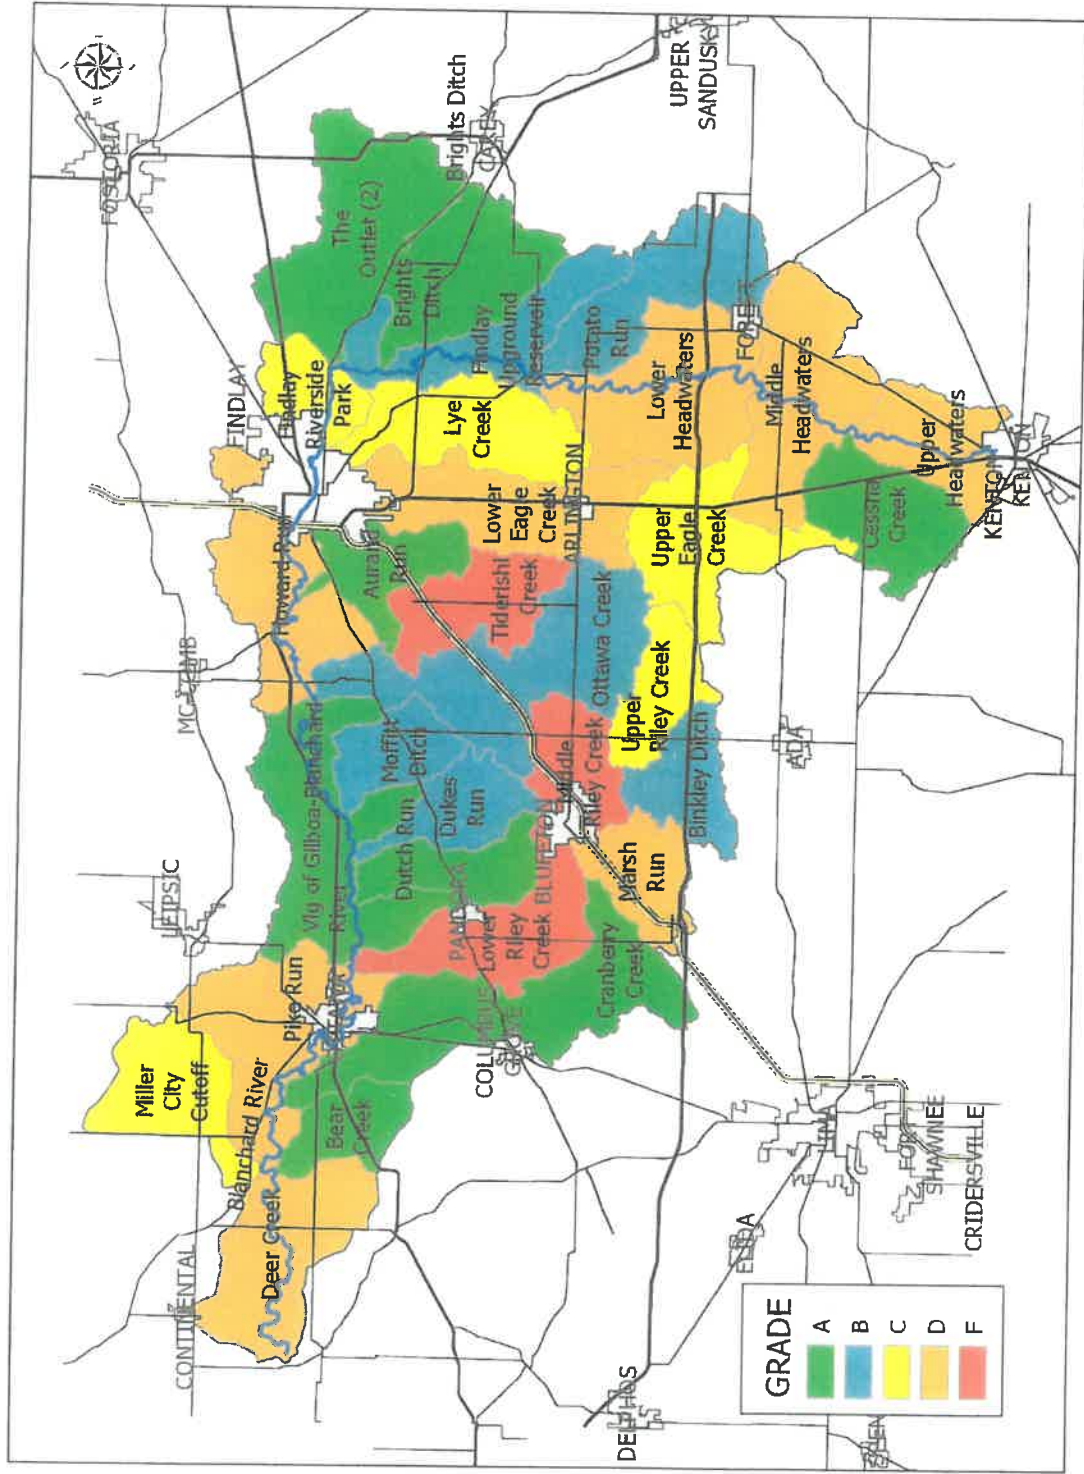 CONTINENTAL
LEIPSIC
MC COMB
FINDLAY
FOSTORIA
Miller
City
Cutoff
Blanchard River
Deer Creek
Pike Run
OTTAWA
Bear
Creek
Vlg of Gilboa-Blanchard
River
Howard Run
Findlay
Riverside
Park
The
Outlet (2)
Brights
Ditch
Brights Ditch
CAREY
Dutch Run
Moffitt
Ditch
Dukes
Run
Aurand
Run
Lye
Creek
Findlay
Upground
Reservoir
PANDORA
Lower
Riley
Creek
COLUMBUS
GROVE
BLUFFTON
Middle
Riley Creek
Tiderishi
Creek
Lower
Eagle
Creek
ARLINGTON
Ottawa Creek
Potato
Run
Cranberry
Creek
Marsh
Run
Upper
Riley Creek
Upper
Eagle
Creek
Lower
Headwaters
UPPER
SANDUSKY
Binkley Ditch
FOREST
Middle
Headwaters
DELPHOS
ELIDA
LIMA
ADA
Cessna
Creek
Upper
Headwaters
KENTON
KENTON
FORT
SHAWNEE
CRIDERSVILLE
GRADE
A
B
C
D
F